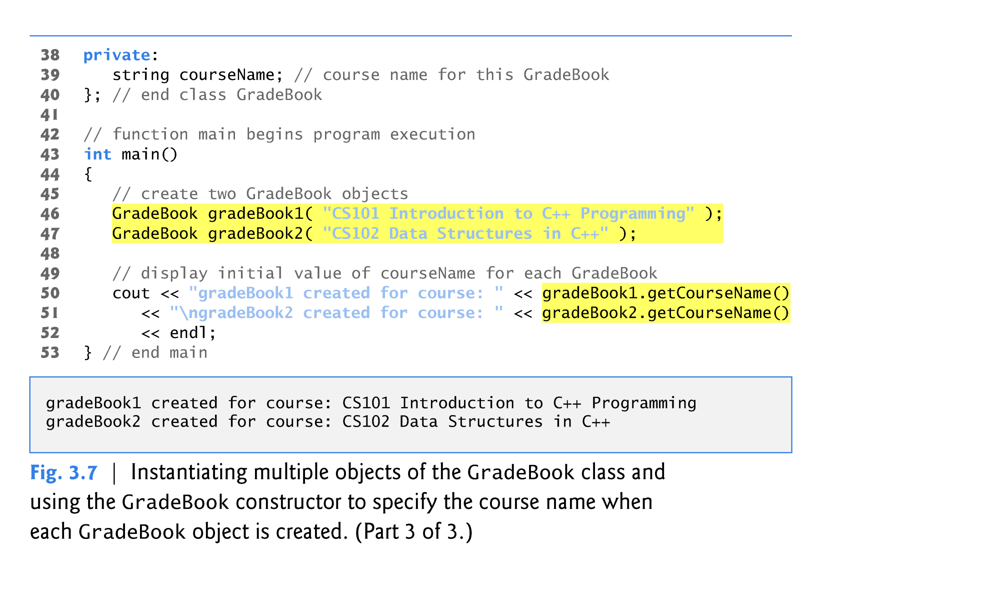 38 private:
39 string courseName; // course name for this GradeBook
40 }; // end class GradeBook
41
42 // function main begins program execution
43 int main()
44 {
45 // create two GradeBook objects
46 GradeBook gradeBook1( "CS101 Introduction to C++ Programming" );
47 GradeBook gradeBook2( "CS102 Data Structures in C++" );
48
49 // display initial value of courseName for each GradeBook
50 cout << "gradeBook1 created for course: " << gradeBook1.getCourseName()
51 << "\ngradeBook2 created for course: " << gradeBook2.getCourseName()
52 << endl;
53 } // end main
gradeBook1 created for course: CS101 Introduction to C++ Programming
gradeBook2 created for course: CS102 Data Structures in C++
Fig. 3.7 | Instantiating multiple objects of the GradeBook class and
using the GradeBook constructor to specify the course name when
each GradeBook object is created. (Part 3 of 3.)